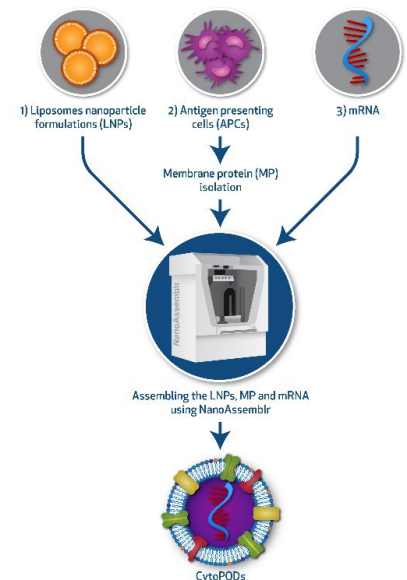 1) Liposomes nanoparticle
formulations (LNPs)
2) Antigen presenting
cells (APCs)
3) mRNA
Membrane protein (MP)
isolation
NanoAssemblr
Assembling the LNPs, MP and mRNA
using NanoAssemblr
CytoPODs